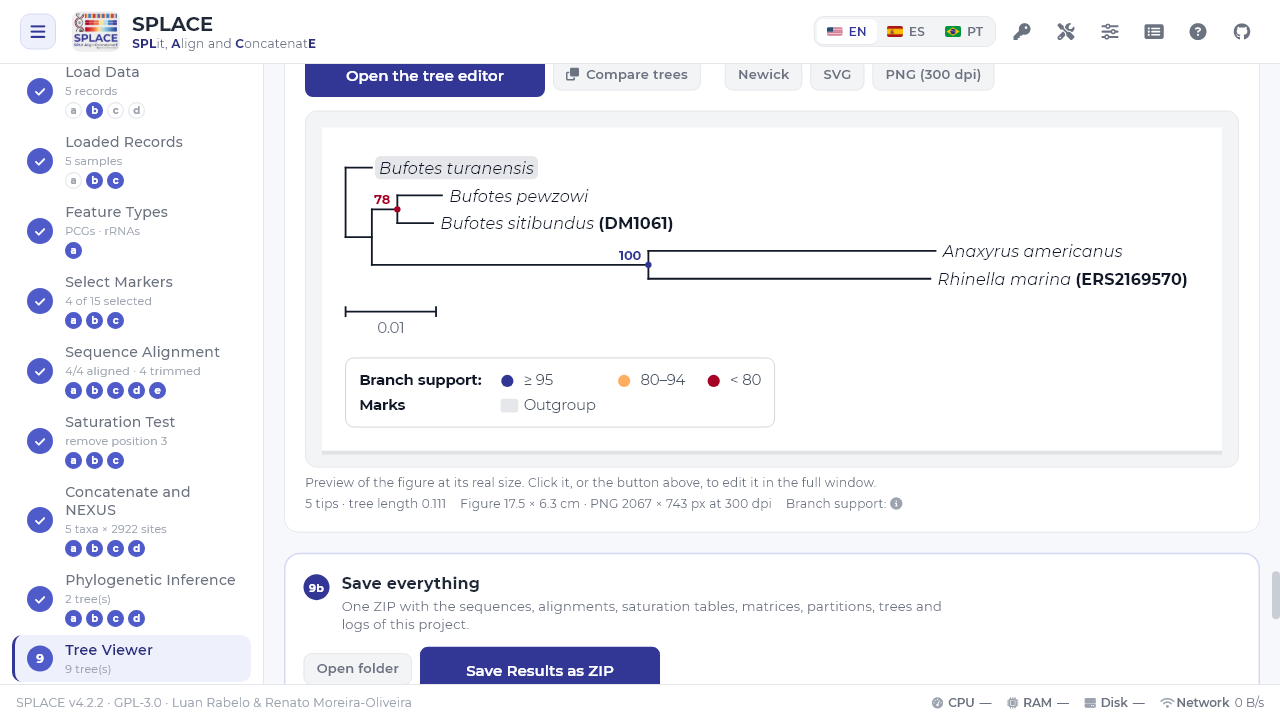 SPLACE
SPLit, Align and ConcatenatE
EN
ES
PT
Load Data
5 records
a b c d
Loaded Records
5 samples
a b c
Feature Types
PCGs · rRNAs
a
Select Markers
4 of 15 selected
a b c
Sequence Alignment
4/4 aligned · 4 trimmed
a b c d e
Saturation Test
remove position 3
a b c
Concatenate and
NEXUS
5 taxa × 2922 sites
a b c d
Phylogenetic Inference
2 tree(s)
a b c d
9
Tree Viewer
9 tree(s)
Open the tree editor
Compare trees
Newick
SVG
PNG (300 dpi)
Bufotes turanensis
78
Bufotes pewzowi
Bufotes sitibundus (DM1061)
100
Anaxyrus americanus
Rhinella marina (ERS2169570)
0.01
Branch support: ≥ 95 80–94 < 80
Marks Outgroup
Preview of the figure at its real size. Click it, or the button above, to edit it in the full window.
5 tips · tree length 0.111 Figure 17.5 × 6.3 cm · PNG 2067 × 743 px at 300 dpi Branch support:
9b
Save everything
One ZIP with the sequences, alignments, saturation tables, matrices, partitions, trees and
logs of this project.
Open folder
Save Results as ZIP
SPLACE v4.2.2 · GPL-3.0 · Luan Rabelo & Renato Moreira-Oliveira
CPU — RAM — Disk — Network 0 B/s